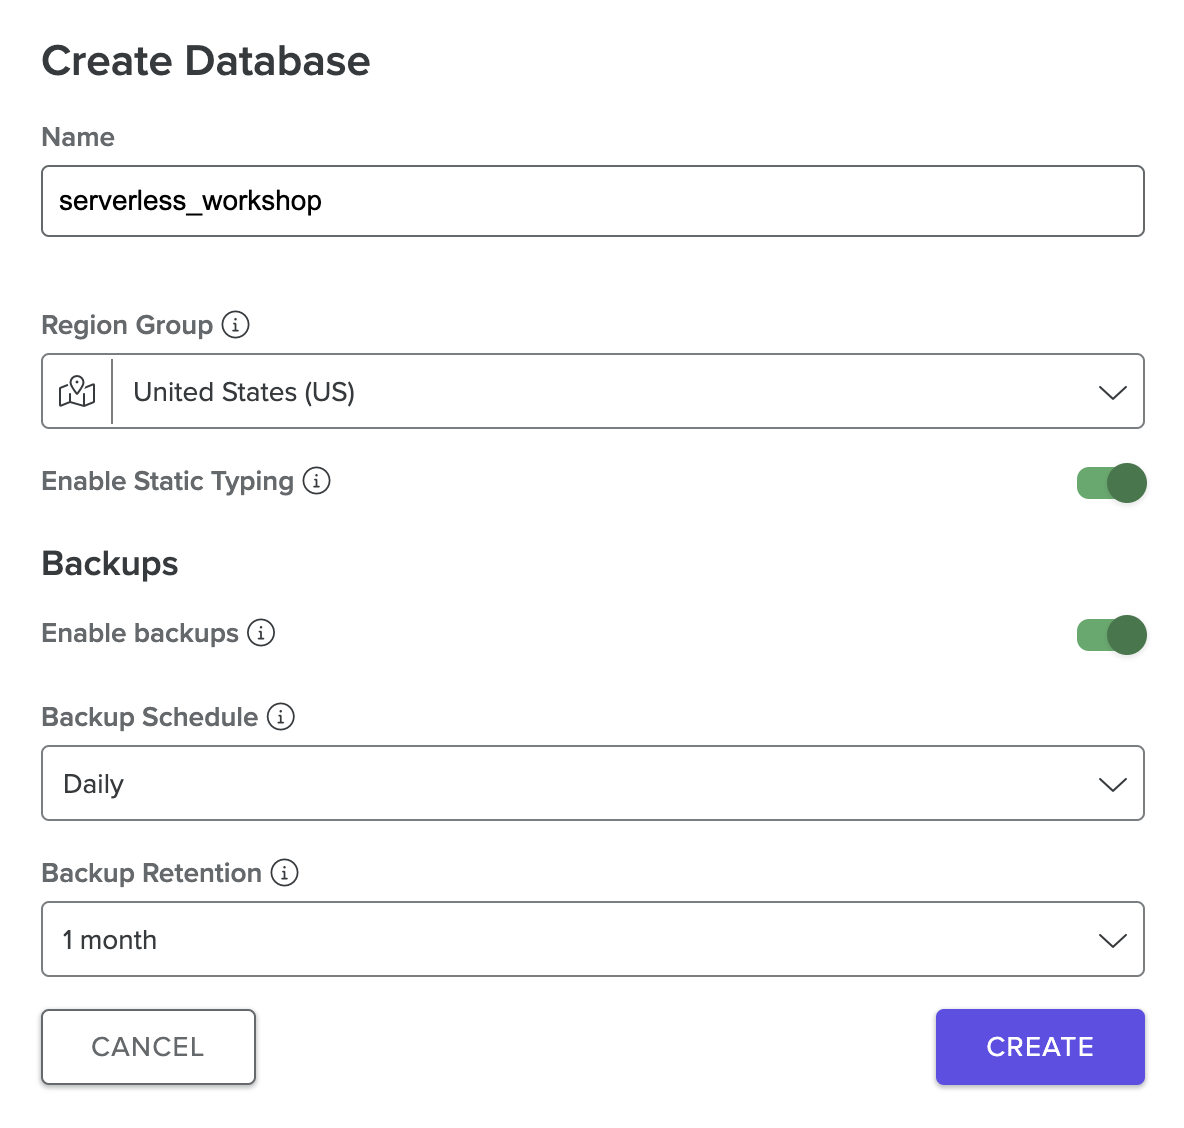 Create Database
Name
serverless_workshop
Region Group
United States (US)
Enable Static Typing
Backups
Enable backups
Backup Schedule
Daily
Backup Retention
1 month
CANCEL
CREATE